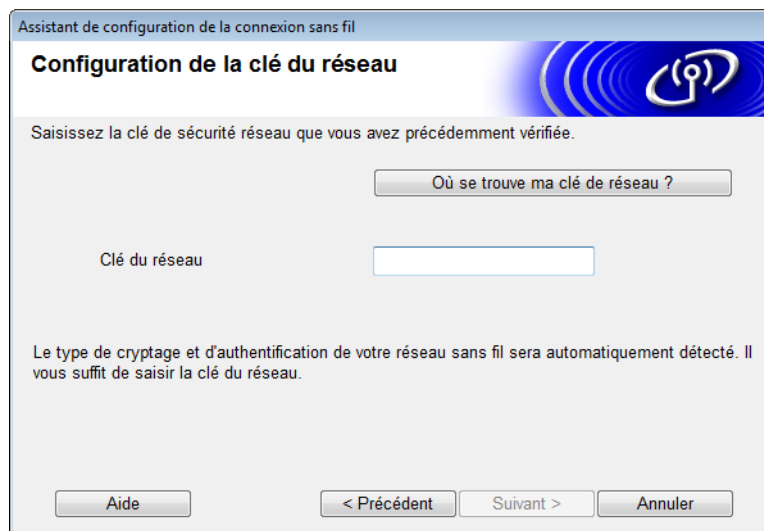 Assistant de configuration de la connexion sans fil
Configuration de la clé du réseau
Saisissez la clé de sécurité réseau que vous avez précédemment vérifiée.
Où se trouve ma clé de réseau ?
Clé du réseau
Le type de cryptage et d'authentification de votre réseau sans fil sera automatiquement détecté. Il
vous suffit de saisir la clé du réseau.
Aide
< Précédent
Suivant >
Annuler